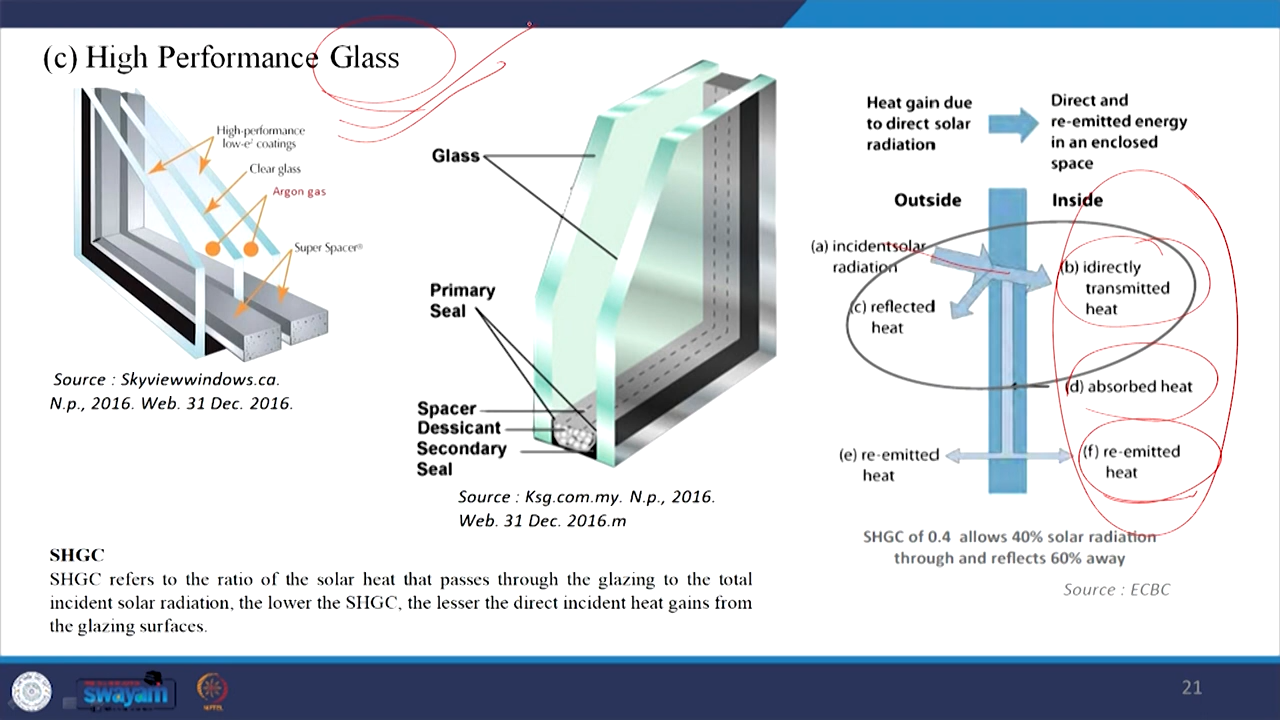 (c) High Performance Glass
High-performance
low-e² coatings
Clear glass
Argon gas
Super Spacer®
Source : Skyviewwindows.ca.
N.p., 2016. Web. 31 Dec. 2016.
Glass
Primary
Seal
Spacer
Dessicant
Secondary
Seal
Source : Ksg.com.my. N.p., 2016.
Web. 31 Dec. 2016.m
Heat gain due
to direct solar
radiation
Direct and
re-emitted energy
in an enclosed
space
Outside
Inside
(a) incidentsolar
radiation
(b) idirectly
transmitted
heat
(c) reflected
heat
(d) absorbed heat
(e) re-emitted
heat
(f) re-emitted
heat
SHGC of 0.4 allows 40% solar radiation
through and reflects 60% away
Source : ECBC
SHGC
SHGC refers to the ratio of the solar heat that passes through the glazing to the total
incident solar radiation, the lower the SHGC, the lesser the direct incident heat gains from
the glazing surfaces.
swayam
21